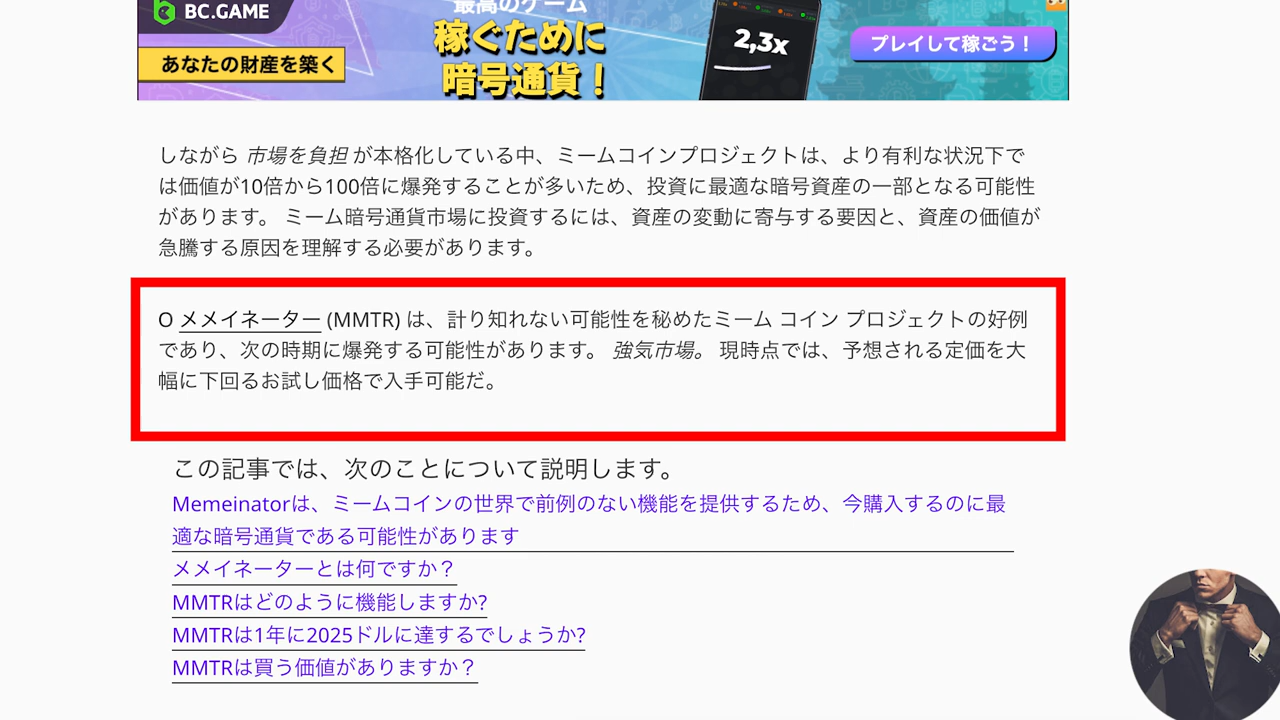 BC.GAME
最高のゲーム
稼ぐために
暗号通貨！
あなたの財産を築く
2,3x
プレイして稼ごう！
しながら 市場を負担 が本格化している中、ミームコインプロジェクトは、より有利な状況下で
は価値が10倍から100倍に爆発することが多いため、投資に最適な暗号資産の一部となる可能性
があります。 ミーム暗号通貨市場に投資するには、資産の変動に寄与する要因と、資産の価値が
急騰する原因を理解する必要があります。
O メメイネーター (MMTR) は、計り知れない可能性を秘めたミーム コイン プロジェクトの好例
であり、次の時期に爆発する可能性があります。 強気市場。 現時点では、予想される定価を大
幅に下回るお試し価格で入手可能だ。
この記事では、次のことについて説明します。
Memeinatorは、ミームコインの世界で前例のない機能を提供するため、今購入するのに最
適な暗号通貨である可能性があります
メメイネーターとは何ですか？
MMTRはどのように機能しますか?
MMTRは1年に2025ドルに達するでしょうか?
MMTRは買う価値がありますか？